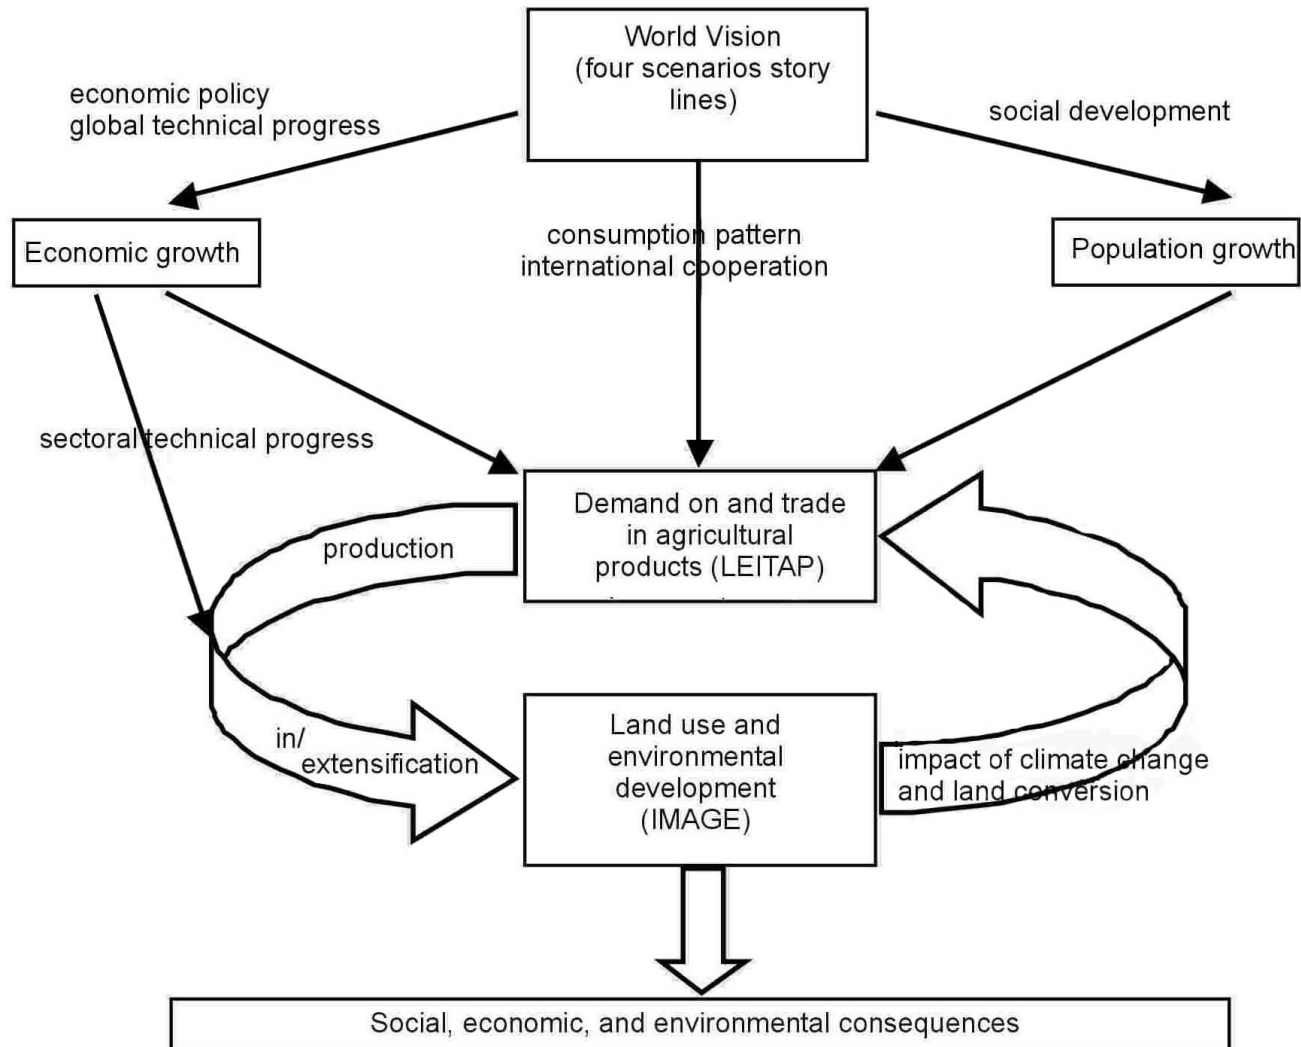 World Vision
(four scenarios story
lines)
economic policy
global technical progress
social development
Economic growth
consumption pattern
international cooperation
Population growth
sectoral technical progress
Demand on and trade
in agricultural
products (LEITAP)
production
in/
extensification
Land use and
environmental
development
(IMAGE)
impact of climate change
and land conversion
Social, economic, and environmental consequences